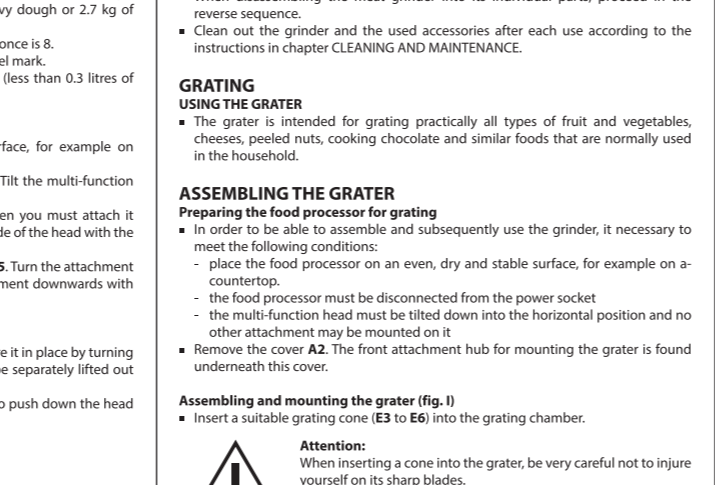 vy dough or 2.7 kg of
once is 8.
el mark.
(less than 0.3 litres of
face, for example on
Tilt the multi-function
en you must attach it
de of the head with the
5. Turn the attachment
ment downwards with
e it in place by turning
e separately lifted out
o push down the head
When disassembling the meat grinder into its individual parts, proceed in the
reverse sequence.
▪ Clean out the grinder and the used accessories after each use according to the
instructions in chapter CLEANING AND MAINTENANCE.
GRATING
USING THE GRATER
▪ The grater is intended for grating practically all types of fruit and vegetables,
cheeses, peeled nuts, cooking chocolate and similar foods that are normally used
in the household.
ASSEMBLING THE GRATER
Preparing the food processor for grating
▪ In order to be able to assemble and subsequently use the grinder, it necessary to
meet the following conditions:
- place the food processor on an even, dry and stable surface, for example on a-
countertop.
- the food processor must be disconnected from the power socket
- the multi-function head must be tilted down into the horizontal position and no
other attachment may be mounted on it
▪ Remove the cover A2. The front attachment hub for mounting the grater is found
underneath this cover.
Assembling and mounting the grater (fig. I)
▪ Insert a suitable grating cone (E3 to E6) into the grating chamber.
Attention:
When inserting a cone into the grater, be very careful not to injure
yourself on its sharp blades.